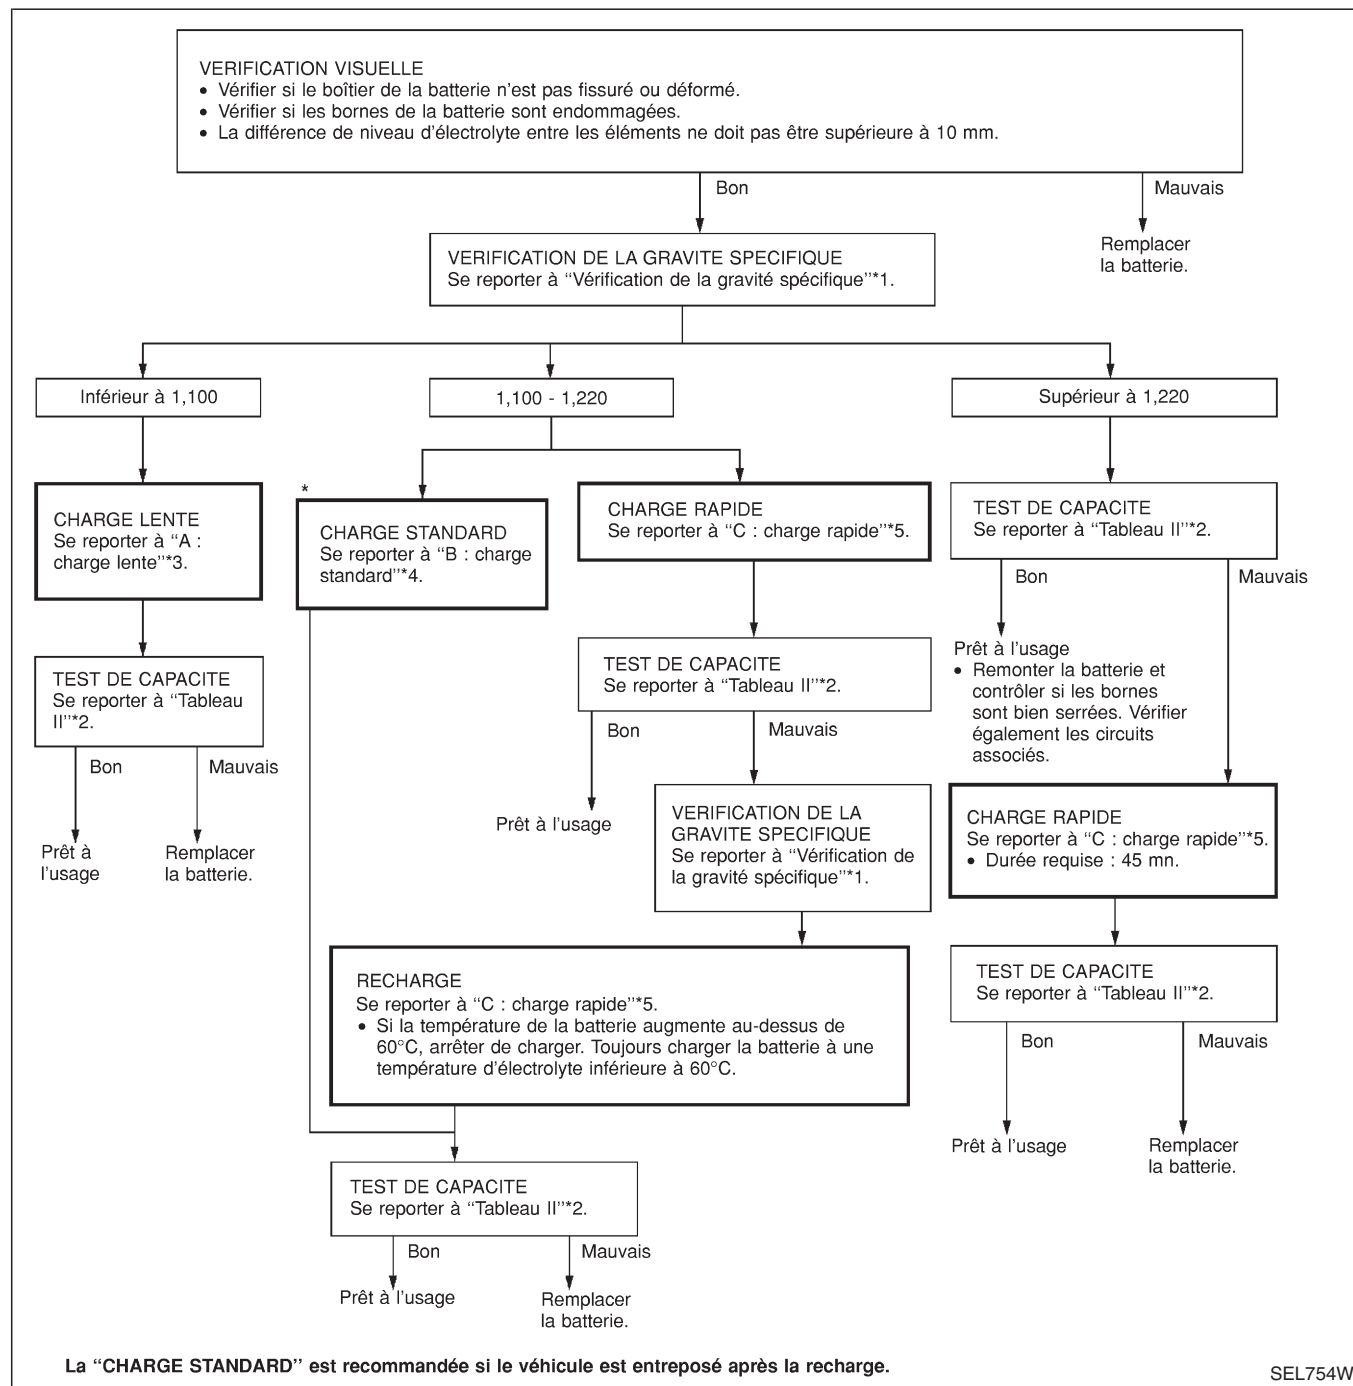 VERIFICATION VISUELLE
• Vérifier si le boîtier de la batterie n’est pas fissuré ou déformé.
• Vérifier si les bornes de la batterie sont endommagées.
• La différence de niveau d’électrolyte entre les éléments ne doit pas être supérieure à 10 mm.
Bon
Mauvais
Remplacer
la batterie.
VERIFICATION DE LA GRAVITE SPECIFIQUE
Se reporter à “Vérification de la gravité spécifique”*1.
Inférieur à 1,100
1,100 - 1,220
Supérieur à 1,220
CHARGE LENTE
Se reporter à “A :
charge lente”*3.
*
CHARGE STANDARD
Se reporter à “B : charge
standard”*4.
CHARGE RAPIDE
Se reporter à “C : charge rapide”*5.
TEST DE CAPACITE
Se reporter à “Tableau II”*2.
Bon
Mauvais
Prêt à l’usage
• Remonter la batterie et
contrôler si les bornes
sont bien serrées. Vérifier
également les circuits
associés.
TEST DE CAPACITE
Se reporter à “Tableau
II”*2.
Bon
Mauvais
Prêt à
l’usage
Remplacer
la batterie.
TEST DE CAPACITE
Se reporter à “Tableau II”*2.
Bon
Mauvais
Prêt à l’usage
VERIFICATION DE LA
GRAVITE SPECIFIQUE
Se reporter à “Vérification de
la gravité spécifique”*1.
CHARGE RAPIDE
Se reporter à “C : charge rapide”*5.
• Durée requise : 45 mn.
RECHARGE
Se reporter à “C : charge rapide”*5.
• Si la température de la batterie augmente au-dessus de
60°C, arrêter de charger. Toujours charger la batterie à une
température d’électrolyte inférieure à 60°C.
TEST DE CAPACITE
Se reporter à “Tableau II”*2.
Bon
Mauvais
Prêt à l’usage
Remplacer
la batterie.
TEST DE CAPACITE
Se reporter à “Tableau II”*2.
Bon
Mauvais
Prêt à l’usage
Remplacer
la batterie.
La “CHARGE STANDARD” est recommandée si le véhicule est entreposé après la recharge.
SEL754W